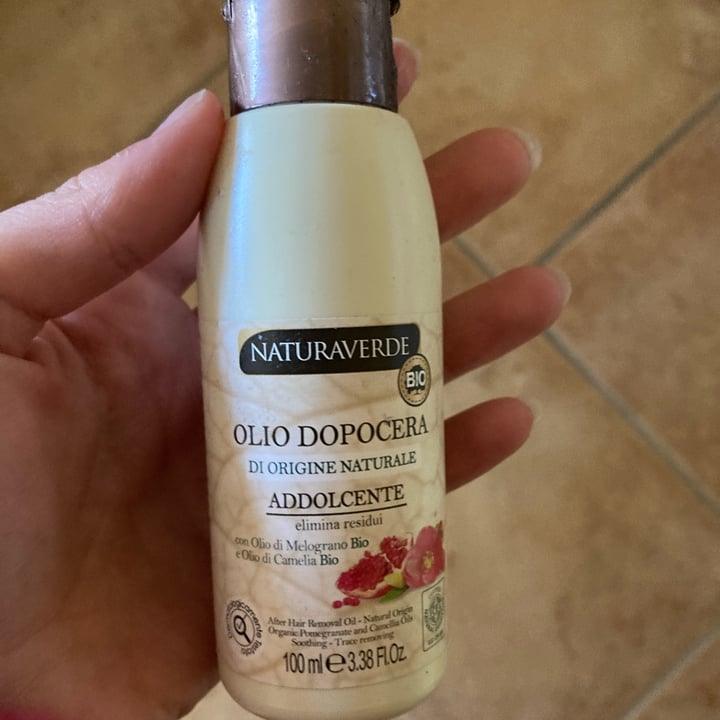 NATURAVERDE
BIO
OLIO DOPOCERA
DI ORIGINE NATURALE
ADDOLCENTE
elimina residui
con Olio di Melograno Bio
e Olio di Camelia Bio
After Hair Removal Oil - Natural Origin
Organic Pomegranate and Camellia Oils
Soothing - Trace removing
100 ml e 3.38 Fl.Oz.